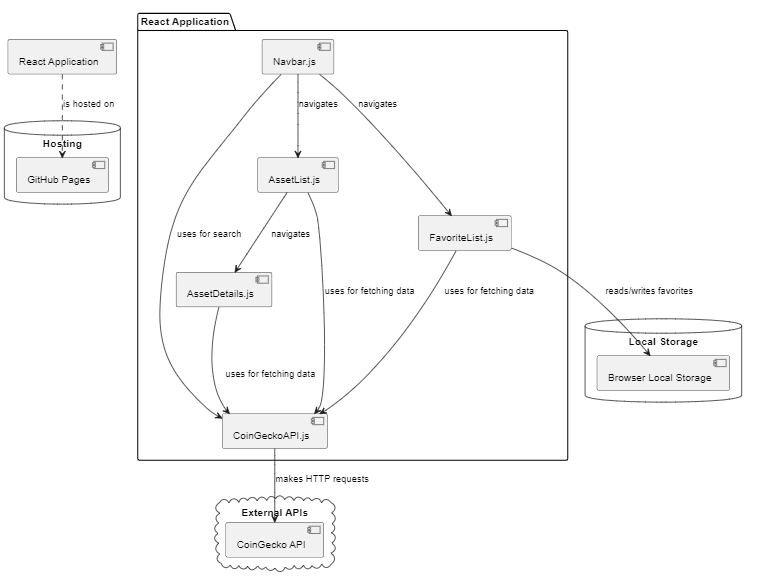 React Application
React Application
Navbar.js
is hosted on
navigates
navigates
Hosting
GitHub Pages
AssetList.js
uses for search
navigates
FavoriteList.js
AssetDetails.js
uses for fetching data
uses for fetching data
reads/writes favorites
Local Storage
Browser Local Storage
uses for fetching data
CoinGeckoAPI.js
makes HTTP requests
External APIs
CoinGecko API